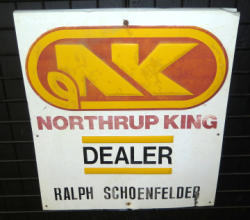 NK
NORTHRUP KING
DEALER
RALPH SCHOENFELDER